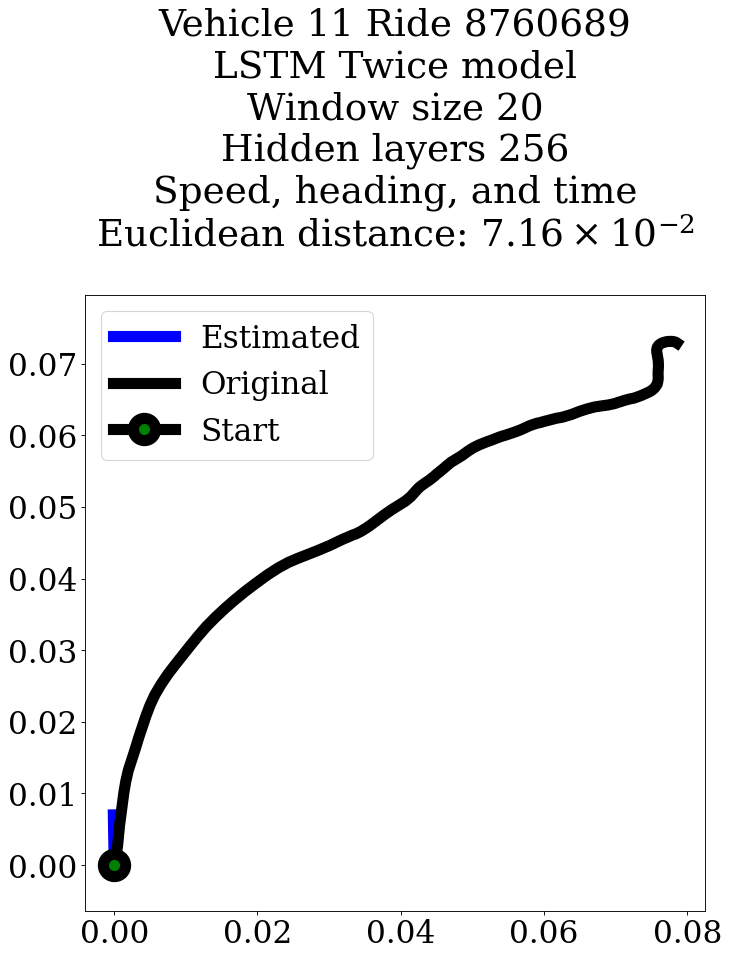 Vehicle 11 Ride 8760689
LSTM Twice model
Window size 20
Hidden layers 256
Speed, heading, and time
Euclidean distance: 7.16 × 10⁻²
Estimated
Original
Start
0.07
0.06
0.05
0.04
0.03
0.02
0.01
0.00
0.00 0.02 0.04 0.06 0.08